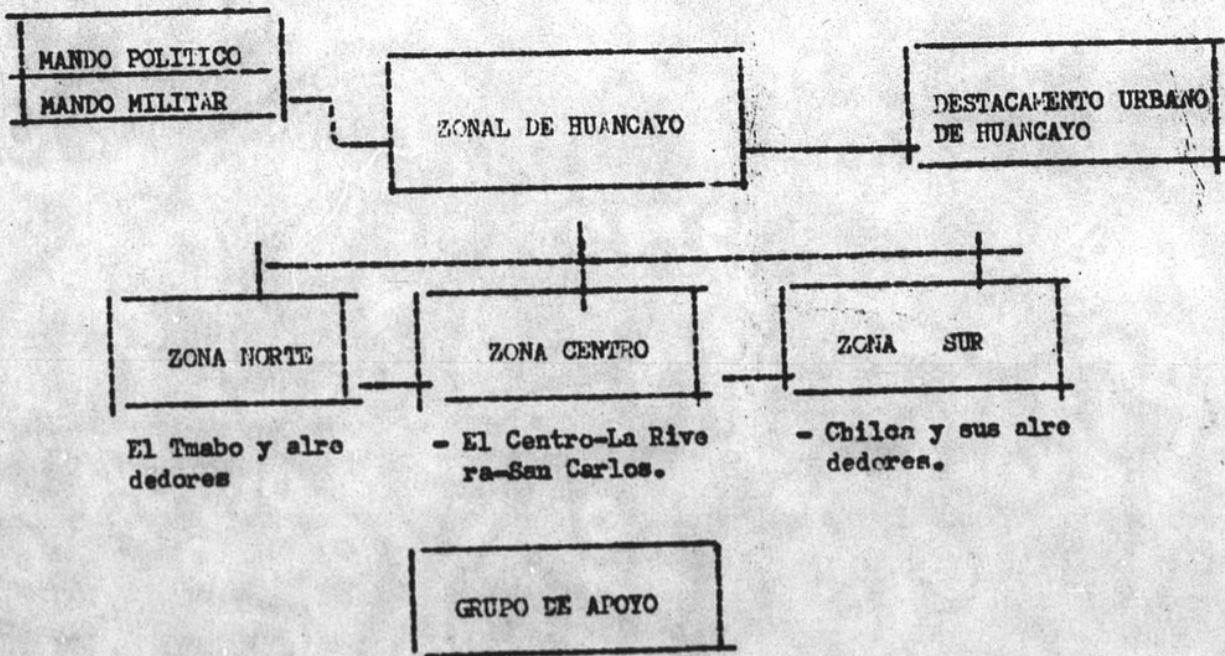 MANDO POLITICO
MANDO MILITAR
ZONAL DE HUANCAYO
DESTACAMENTO URBANO
DE HUANCAYO
ZONA NORTE
ZONA CENTRO
ZONA SUR
El Tmabo y alre
dedores
- El Centro-La Rive
ra-San Carlos.
- Chilca y sus alre
dedores.
GRUPO DE APOYO